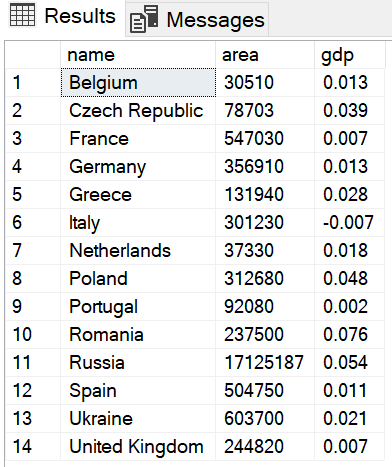 Results Messages
name area gdp
1 Belgium 30510 0.013
2 Czech Republic 78703 0.039
3 France 547030 0.007
4 Germany 356910 0.013
5 Greece 131940 0.028
6 Italy 301230 -0.007
7 Netherlands 37330 0.018
8 Poland 312680 0.048
9 Portugal 92080 0.002
10 Romania 237500 0.076
11 Russia 17125187 0.054
12 Spain 504750 0.011
13 Ukraine 603700 0.021
14 United Kingdom 244820 0.007